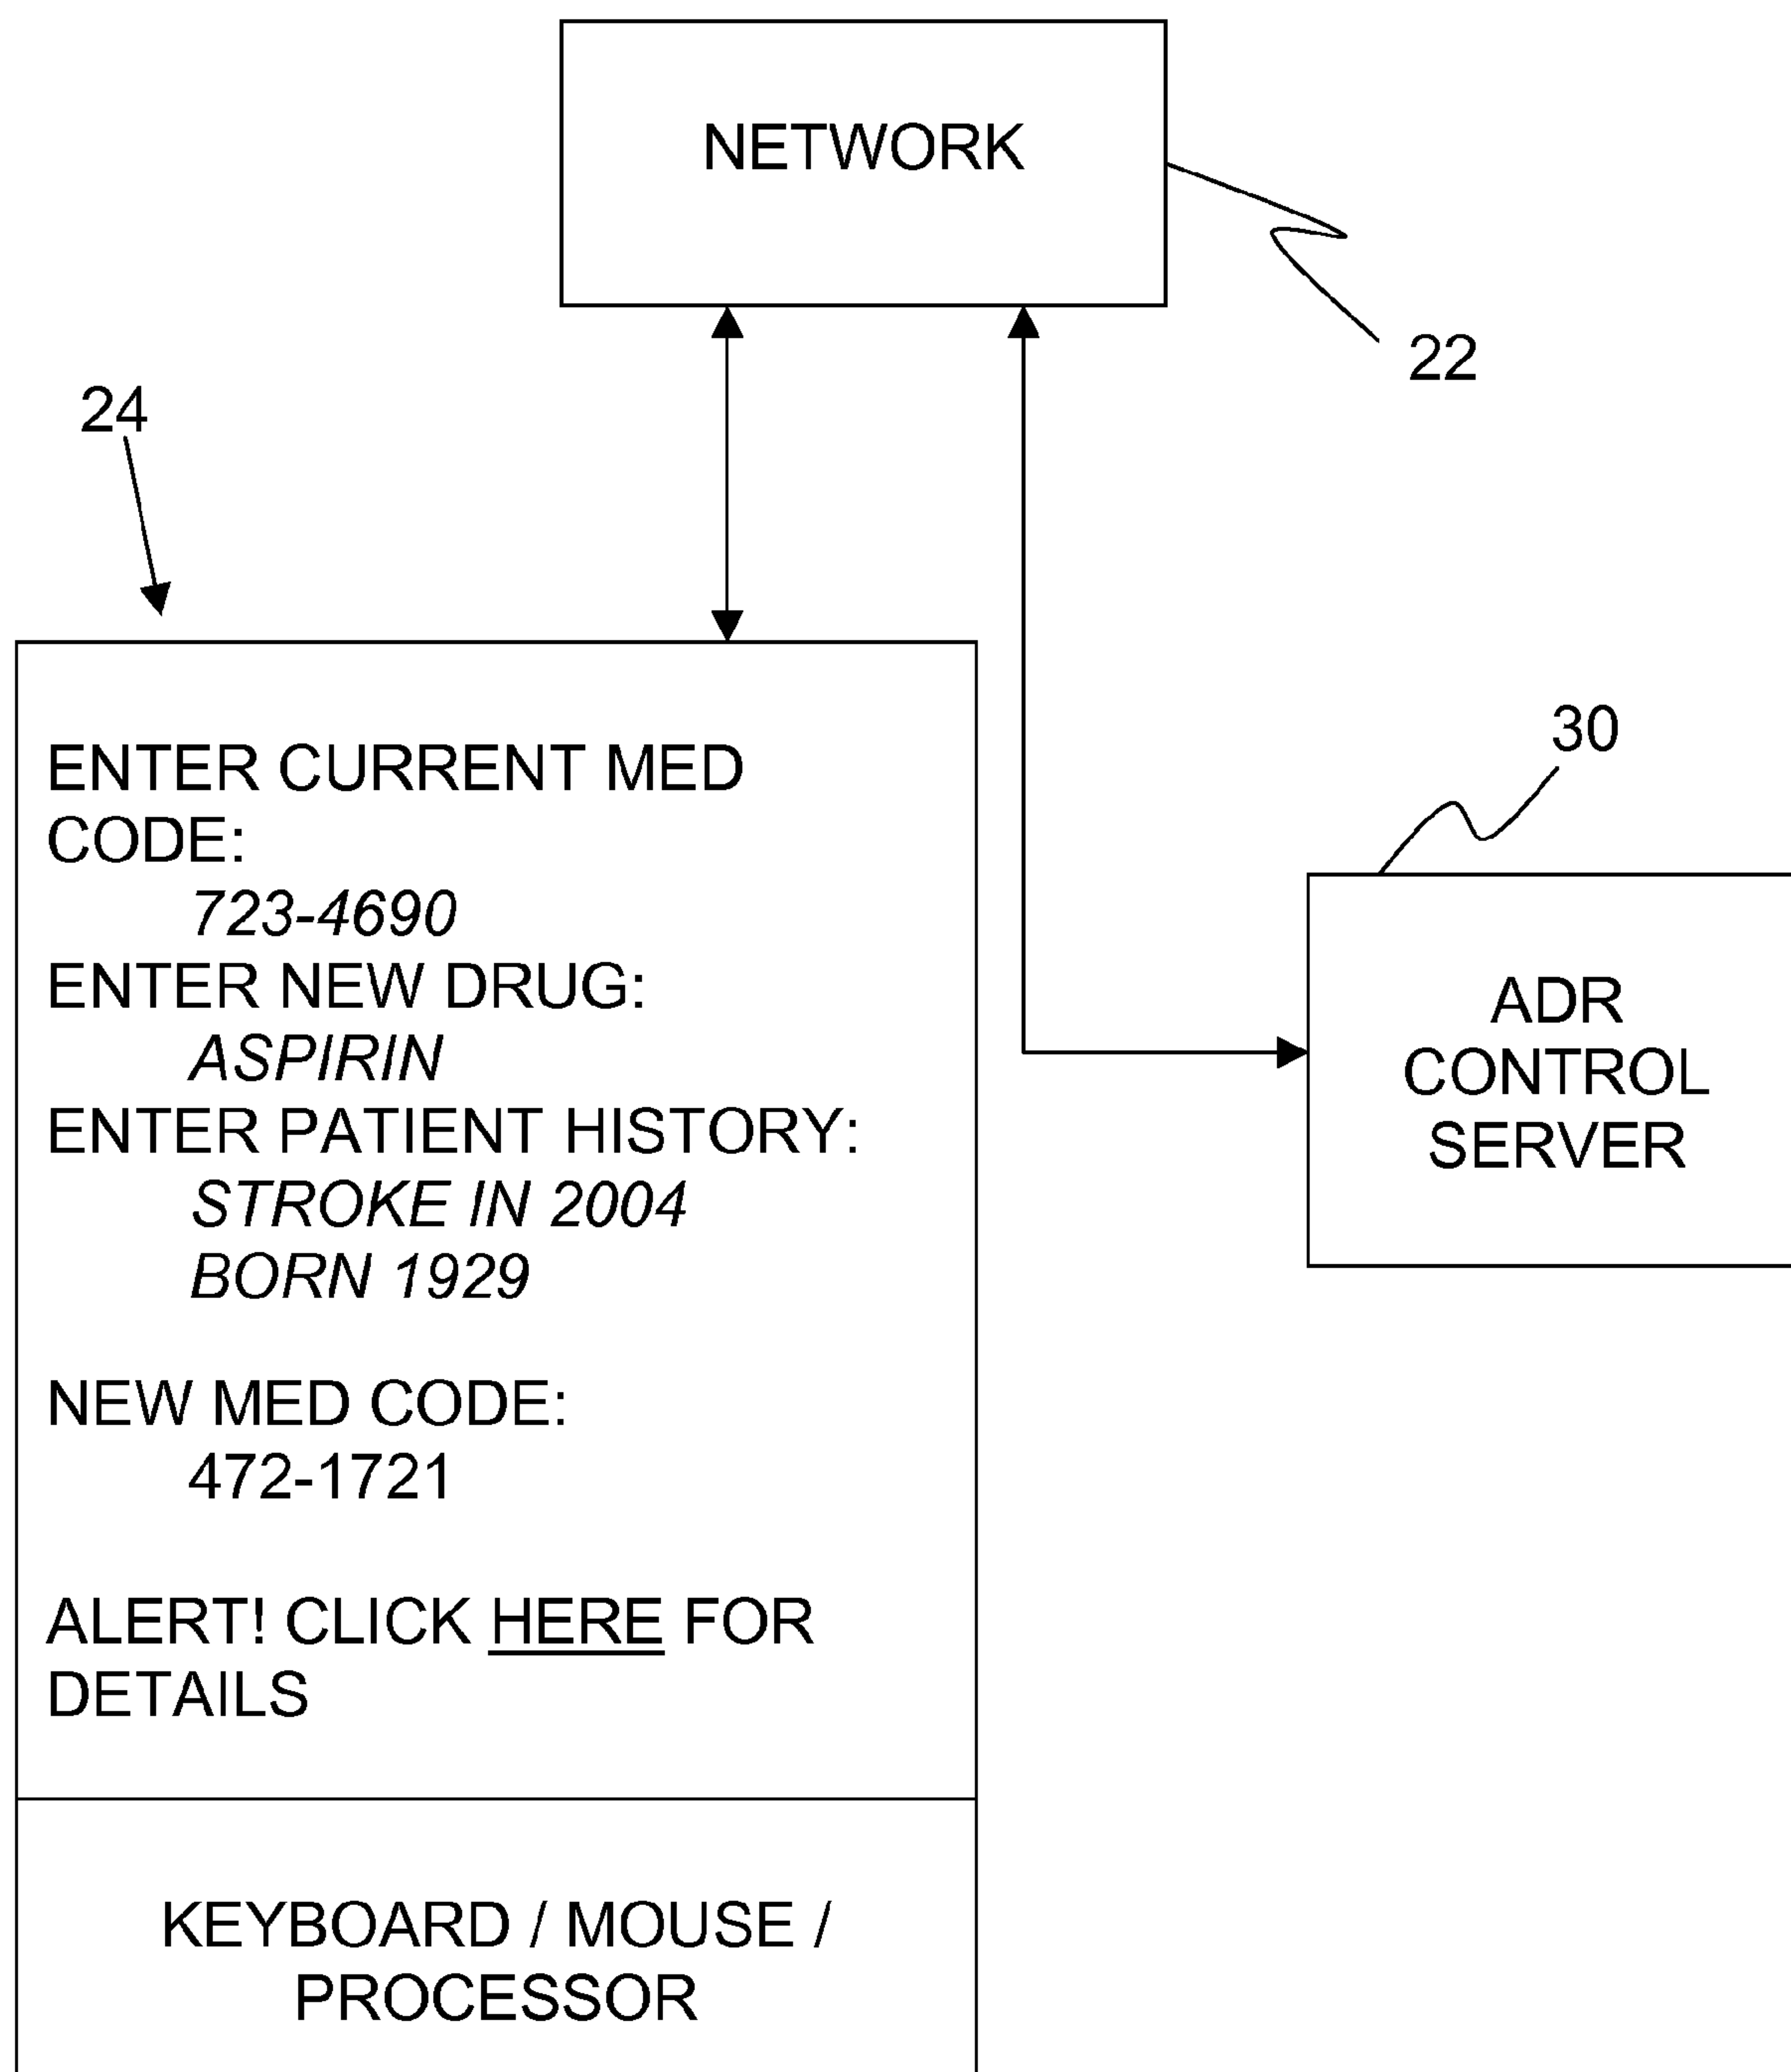 NETWORK
22
24
ENTER CURRENT MED
CODE:
723-4690
ENTER NEW DRUG:
ASPIRIN
ENTER PATIENT HISTORY:
STROKE IN 2004
BORN 1929
NEW MED CODE:
472-1721
ALERT! CLICK HERE FOR
DETAILS
KEYBOARD / MOUSE /
PROCESSOR
30
ADR
CONTROL
SERVER